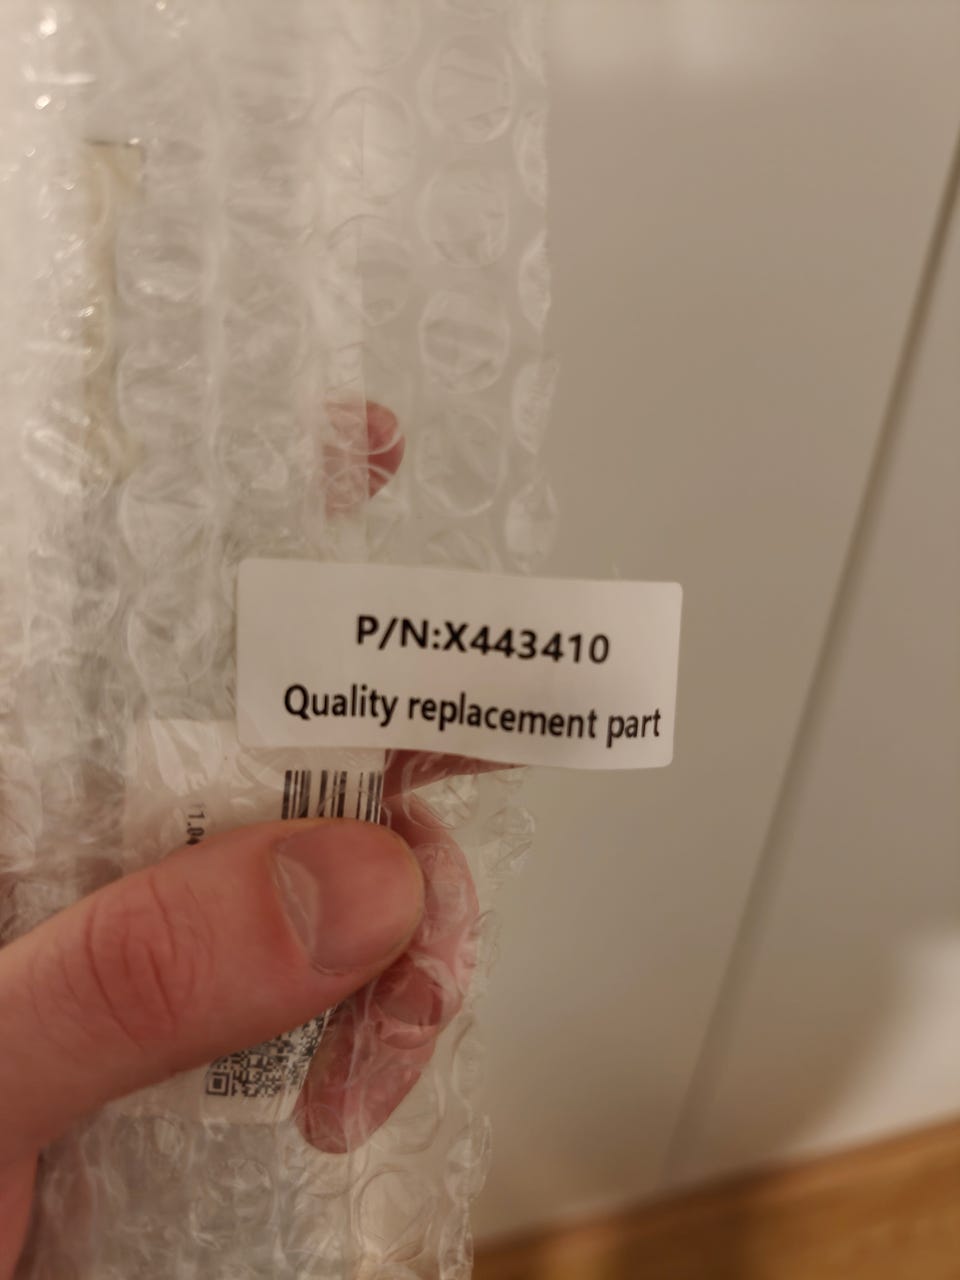 P/N:X443410
Quality replacement part